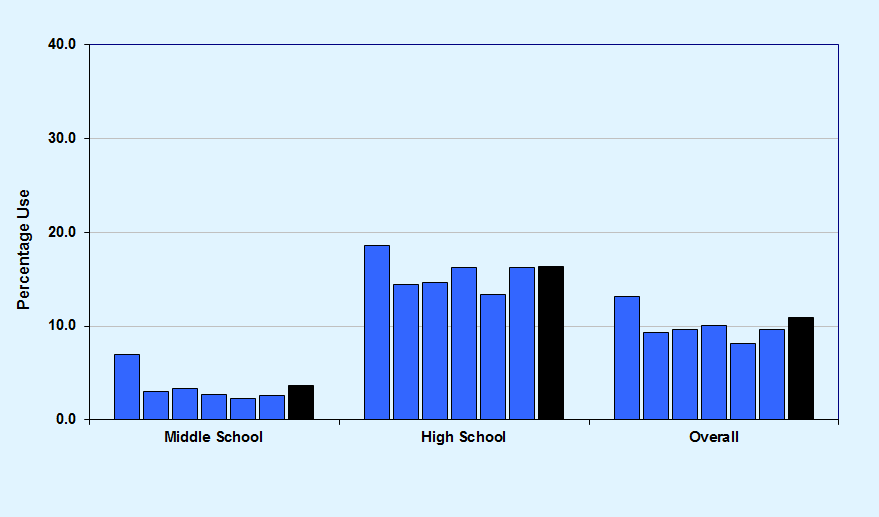 40.0
30.0
20.0
10.0
0.0
Percentage Use
Middle School
High School
Overall